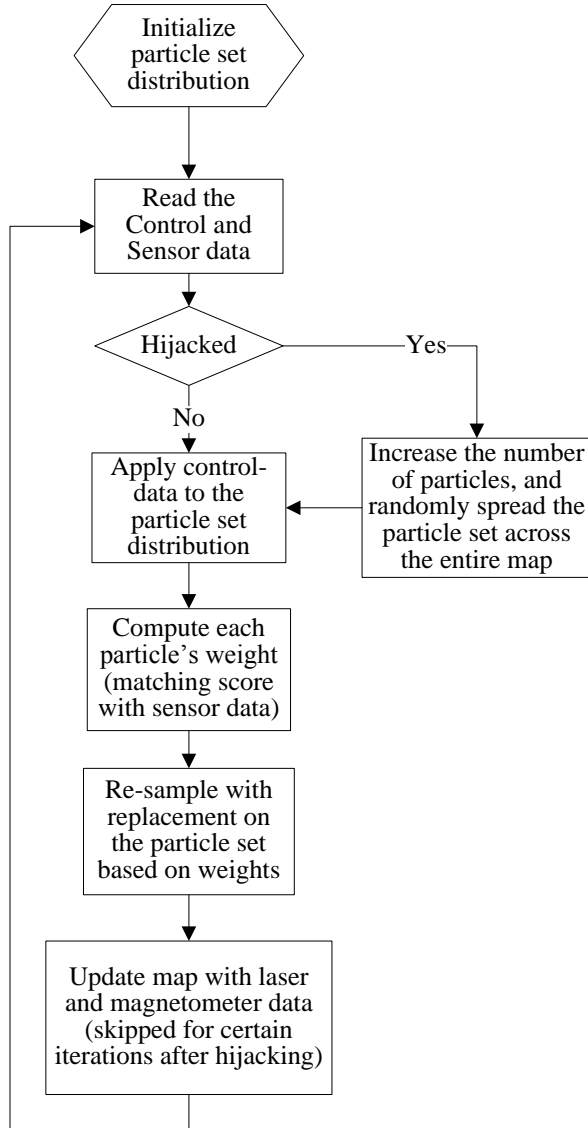 Initialize
particle set
distribution
Read the
Control and
Sensor data
Hijacked
Yes
No
Increase the number
of particles, and
randomly spread the
particle set across
the entire map
Apply control-
data to the
particle set
distribution
Compute each
particle’s weight
(matching score
with sensor data)
Re-sample with
replacement on
the particle set
based on weights
Update map with laser
and magnetometer data
(skipped for certain
iterations after hijacking)